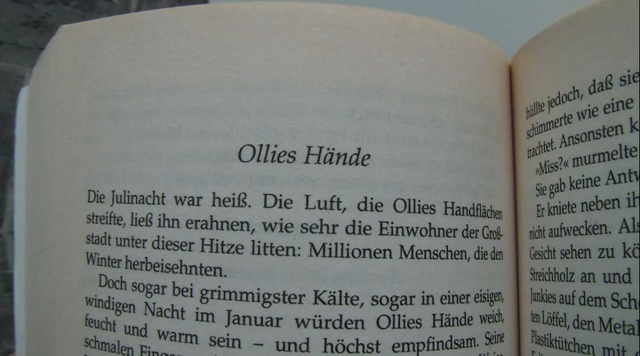 Ollies Hände
Die Julinacht war heiß. Die Luft, die Ollies Handflächen
streifte, ließ ihn erahnen, wie sehr die Einwohner der Groß-
stadt unter dieser Hitze litten: Millionen Menschen, die den
Winter herbeisehnten.
Doch sogar bei grimmigster Kälte, sogar in einer eisigen,
windigen Nacht im Januar würden Ollies Hände weich,
feucht und warm sein – und höchst empfindsam. Seine
schmalen Finger
hüllte jedoch, daß sie
schimmerte wie eine
trachtet. Ansonsten k
»Miss?« murmelte
Sie gab keine Antw
Er kniete neben ih
nicht aufwecken. Als
Gesicht sehen zu kö
Streichholz an und
Junkies auf dem Sch
en Löffel, den Metal
Plastiktütchen mit